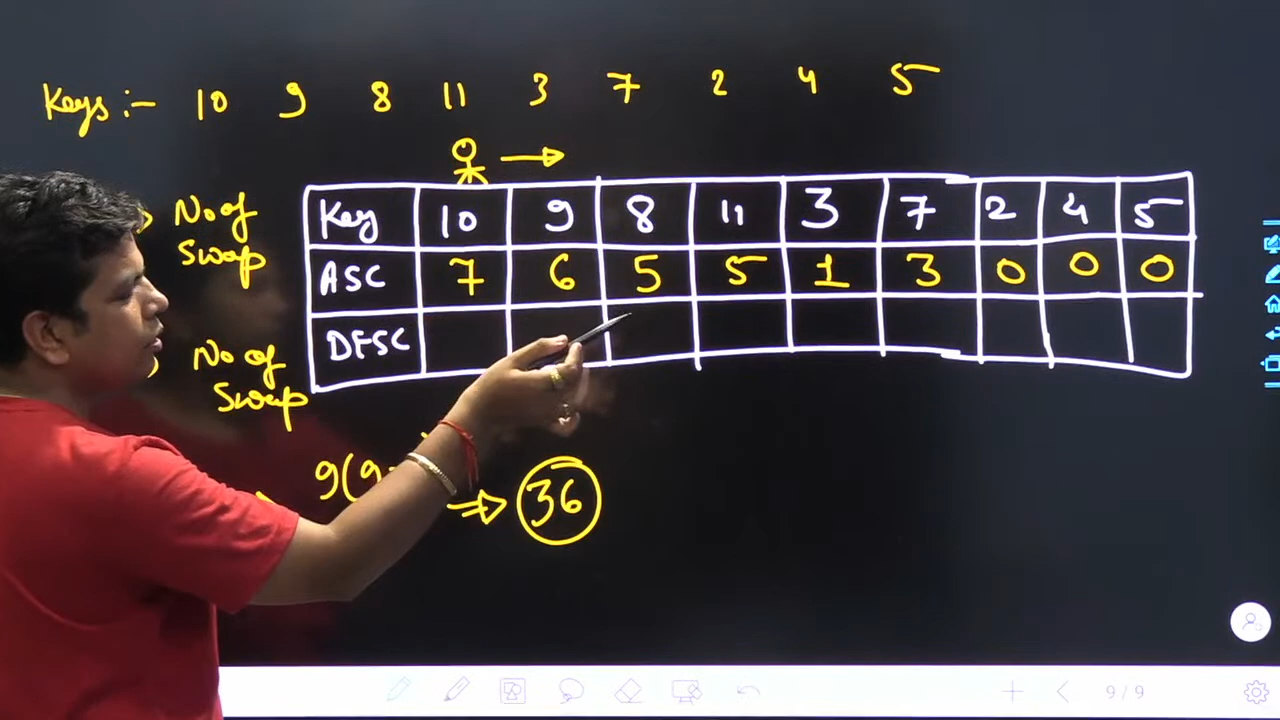 Keys :- 10 9 8 11 3 7 2 4 5
No of
Swap
Key 10 9 8 11 3 7 2 4 5
ASC 7 6 5 5 1 3 0 0 0
DESC
No of
Swap
9(9 ⇒ 36
9 / 9